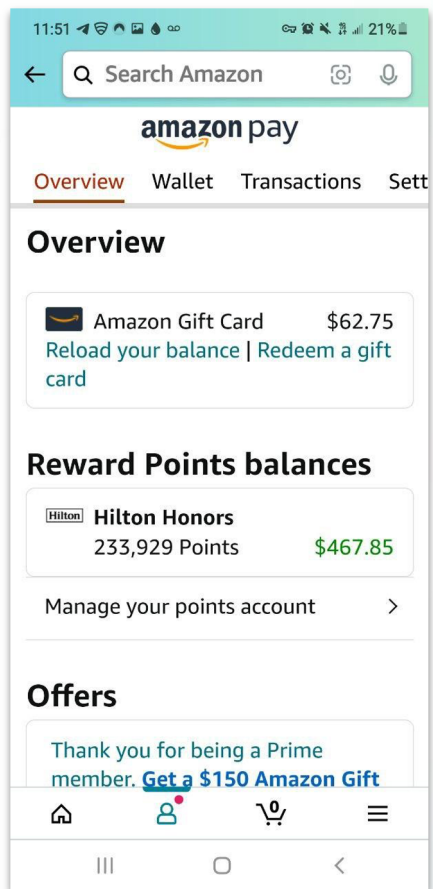 11:51 21%
Search Amazon
amazon pay
Overview Wallet Transactions Sett
Overview
Amazon Gift Card $62.75
Reload your balance | Redeem a gift
card
Reward Points balances
Hilton Hilton Honors
233,929 Points $467.85
Manage your points account
Offers
Thank you for being a Prime
member. Get a $150 Amazon Gift
0